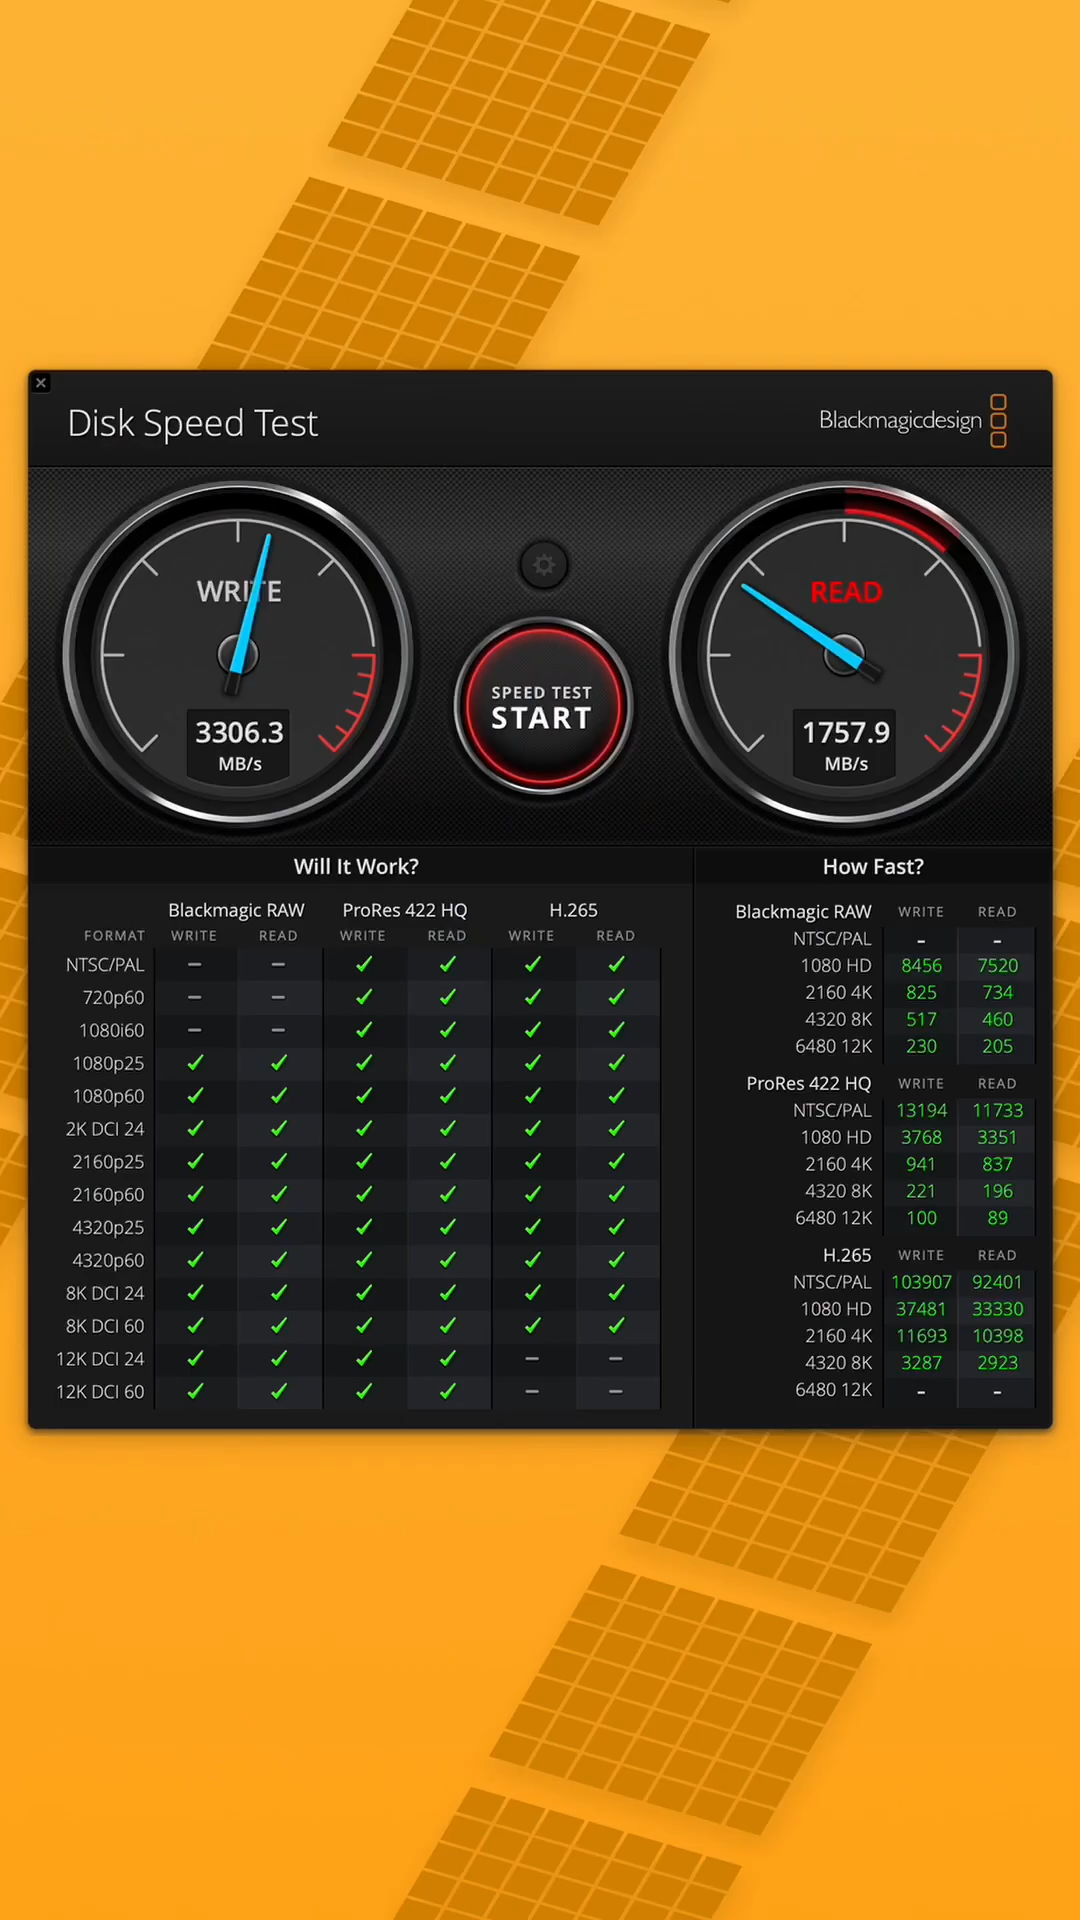 Disk Speed Test
Blackmagicdesign
WRITE
3306.3
MB/s
SPEED TEST
START
READ
1757.9
MB/s
Will It Work?
Blackmagic RAW ProRes 422 HQ H.265
FORMAT WRITE READ WRITE READ WRITE READ
NTSC/PAL – – ✓ ✓ ✓ ✓
720p60 – – ✓ ✓ ✓ ✓
1080i60 – – ✓ ✓ ✓ ✓
1080p25 ✓ ✓ ✓ ✓ ✓ ✓
1080p60 ✓ ✓ ✓ ✓ ✓ ✓
2K DCI 24 ✓ ✓ ✓ ✓ ✓ ✓
2160p25 ✓ ✓ ✓ ✓ ✓ ✓
2160p60 ✓ ✓ ✓ ✓ ✓ ✓
4320p25 ✓ ✓ ✓ ✓ ✓ ✓
4320p60 ✓ ✓ ✓ ✓ ✓ ✓
8K DCI 24 ✓ ✓ ✓ ✓ ✓ ✓
8K DCI 60 ✓ ✓ ✓ ✓ ✓ ✓
12K DCI 24 ✓ ✓ ✓ ✓ – –
12K DCI 60 ✓ ✓ ✓ ✓ – –
How Fast?
Blackmagic RAW WRITE READ
NTSC/PAL - -
1080 HD 8456 7520
2160 4K 825 734
4320 8K 517 460
6480 12K 230 205
ProRes 422 HQ WRITE READ
NTSC/PAL 13194 11733
1080 HD 3768 3351
2160 4K 941 837
4320 8K 221 196
6480 12K 100 89
H.265 WRITE READ
NTSC/PAL 103907 92401
1080 HD 37481 33330
2160 4K 11693 10398
4320 8K 3287 2923
6480 12K - -